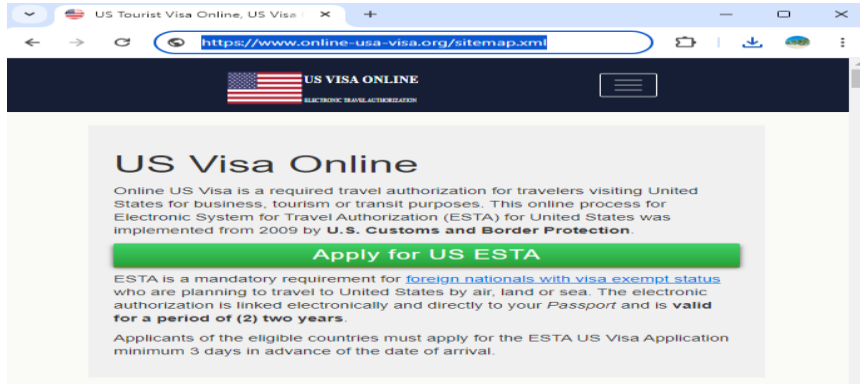 US Tourist Visa Online, US Visa
https://www.online-usa-visa.org/sitemap.xml
US VISA ONLINE
ELECTRONIC TRAVEL AUTHORIZATION
US Visa Online
Online US Visa is a required travel authorization for travelers visiting United
States for business, tourism or transit purposes. This online process for
Electronic System for Travel Authorization (ESTA) for United States was
implemented from 2009 by U.S. Customs and Border Protection.
Apply for US ESTA
ESTA is a mandatory requirement for foreign nationals with visa exempt status
who are planning to travel to United States by air, land or sea. The electronic
authorization is linked electronically and directly to your Passport and is valid
for a period of (2) two years.
Applicants of the eligible countries must apply for the ESTA US Visa Application
minimum 3 days in advance of the date of arrival.